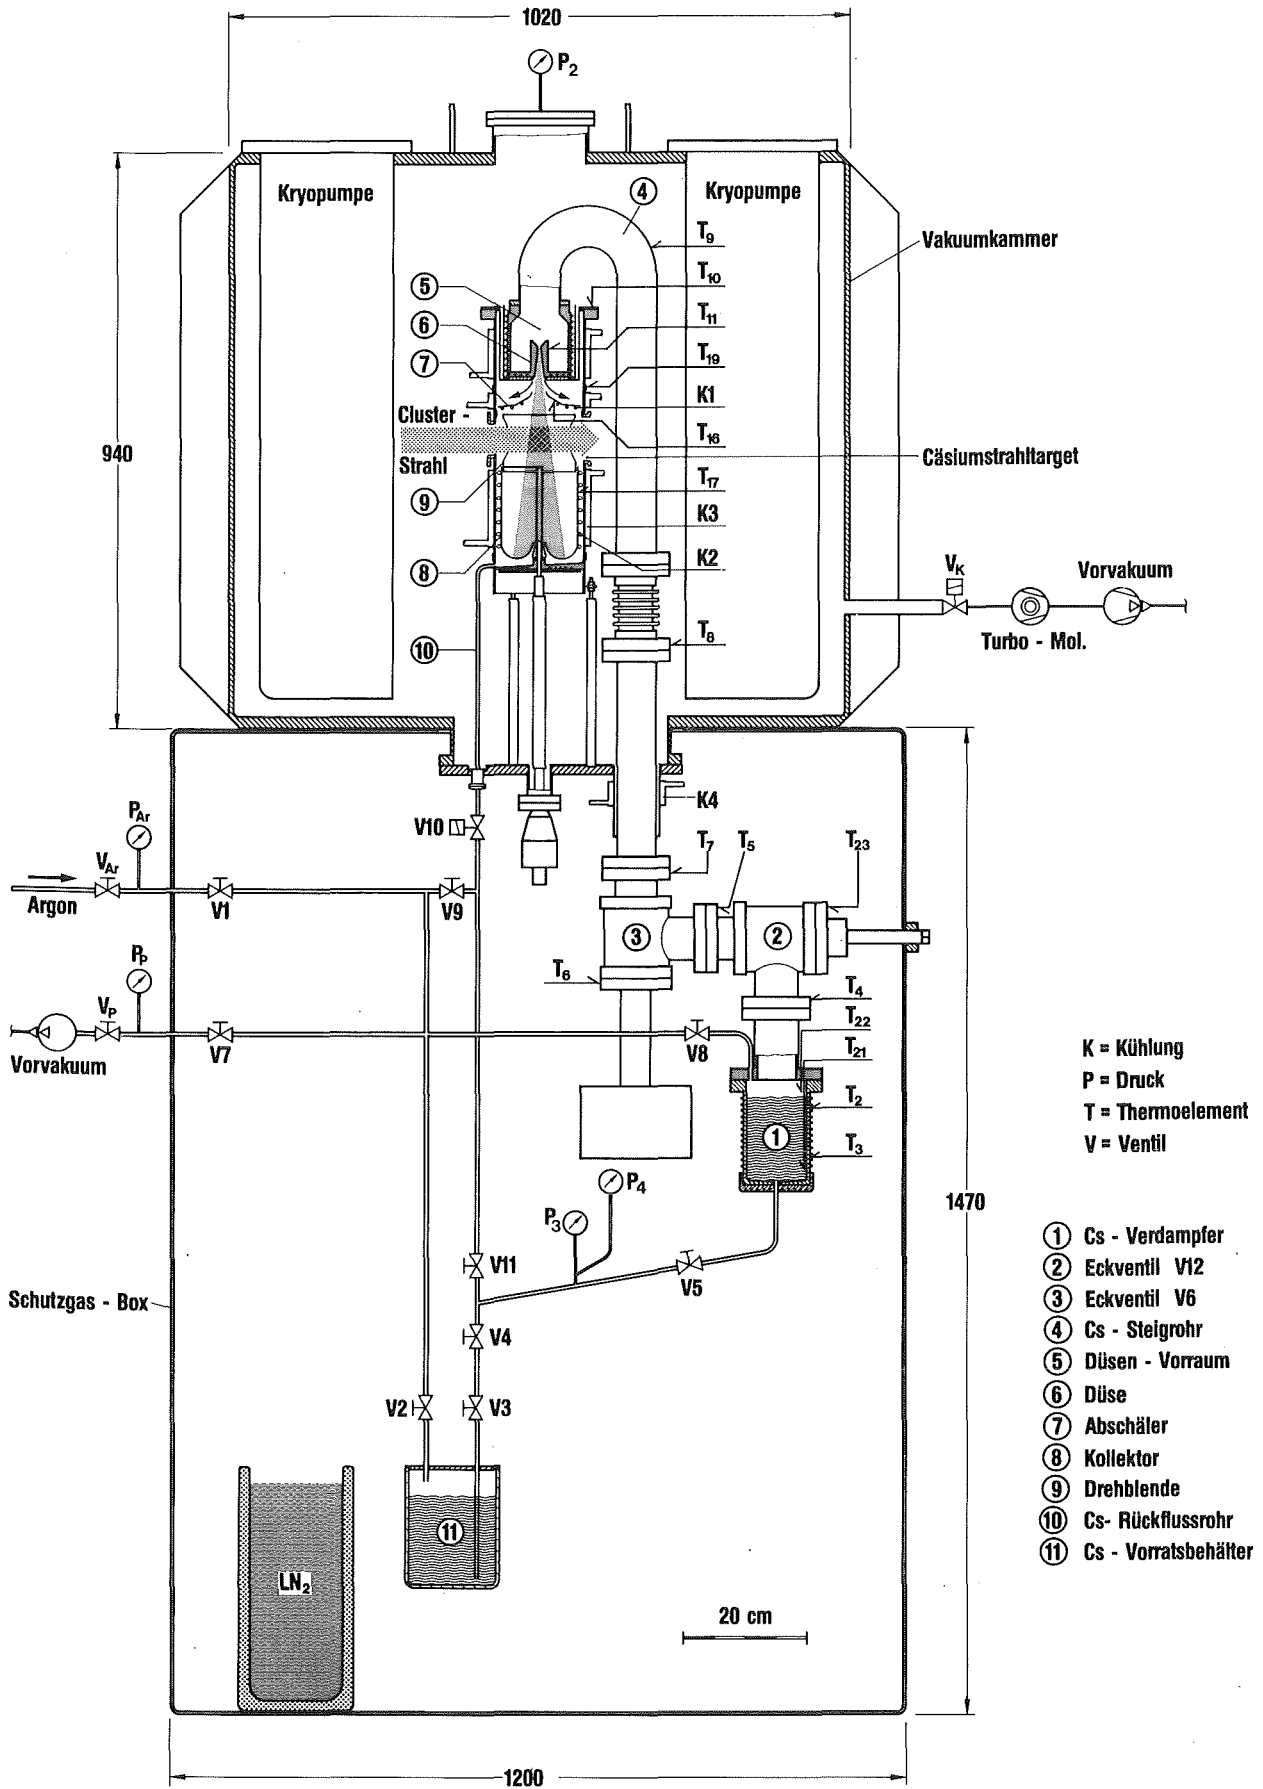 1020
P2
Kryopumpe
4
Kryopumpe
T9
Vakuumkammer
T10
5
T11
6
T19
7
K1
Cluster -
T16
940
Strahl
Cäsiumstrahltarget
T17
9
K3
K2
8
VK
Vorvakuum
T8
Turbo - Mol.
10
K4
PAr
V10
T7
T5
T23
VAr
Argon
V1
V9
3
2
PP
T6
T4
VP
T22
Vorvakuum
V7
V8
T21
K = Kühlung
P = Druck
T2
T = Thermoelement
1
T3
V = Ventil
P4
1470
P3
1 Cs - Verdampfer
V11
V5
2 Eckventil V12
Schutzgas - Box
3 Eckventil V6
V4
4 Cs - Steigrohr
5 Düsen - Vorraum
6 Düse
V2
V3
7 Abschäler
8 Kollektor
9 Drehblende
11
10 Cs- Rückflussrohr
11 Cs - Vorratsbehälter
LN2
20 cm
1200